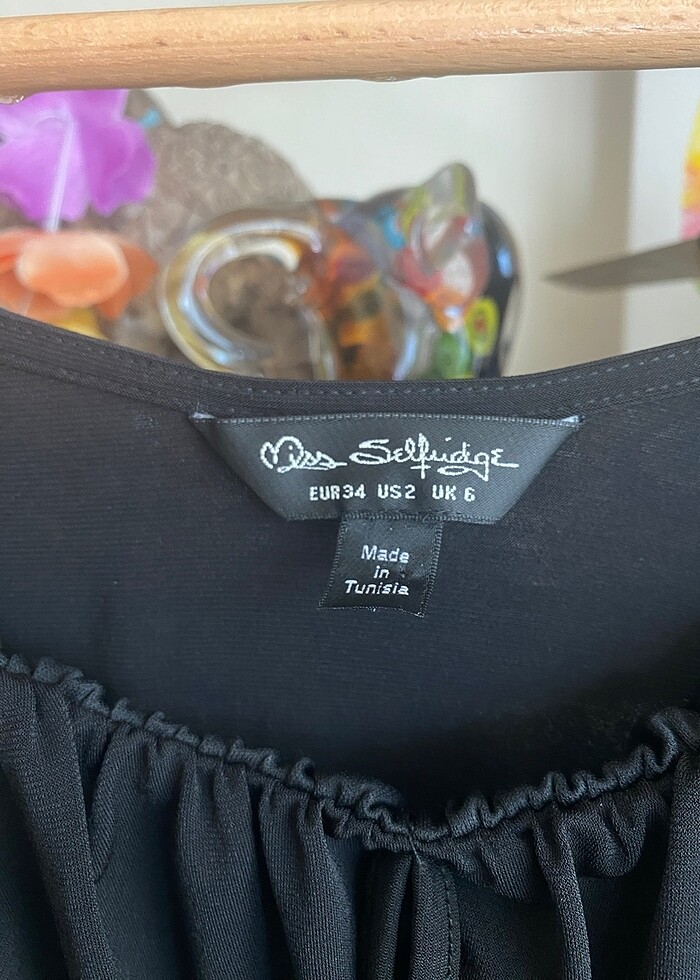 Miss Selfridge
EUR34 US2 UK 6
Made
in
Tunisia